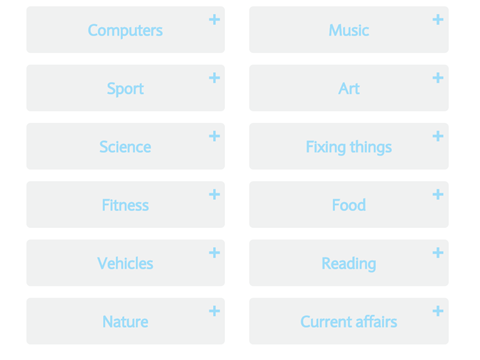 Computers
Music
Sport
Art
Science
Fixing things
Fitness
Food
Vehicles
Reading
Nature
Current affairs